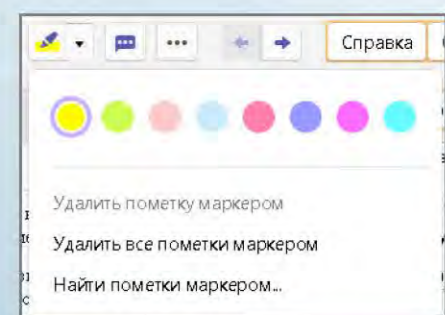 Справка
Удалить пометку маркером
Удалить все пометки маркером
Найти пометки маркером...